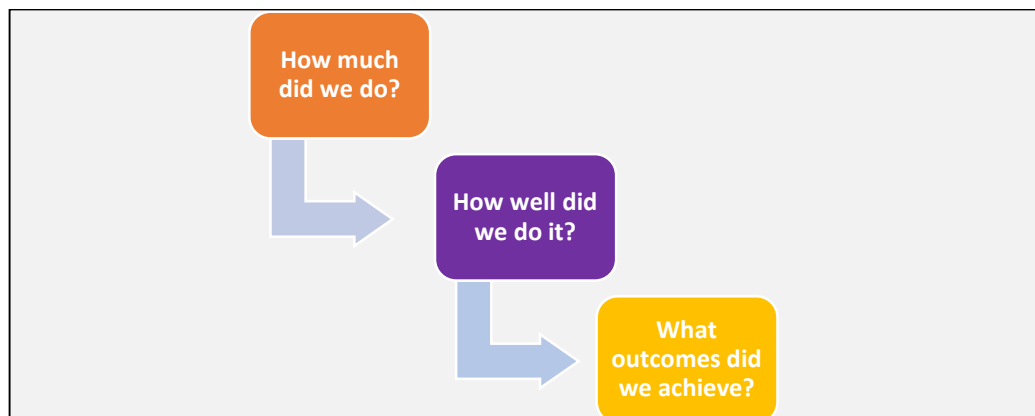 How much
did we do?
How well did
we do it?
What
outcomes did
we achieve?